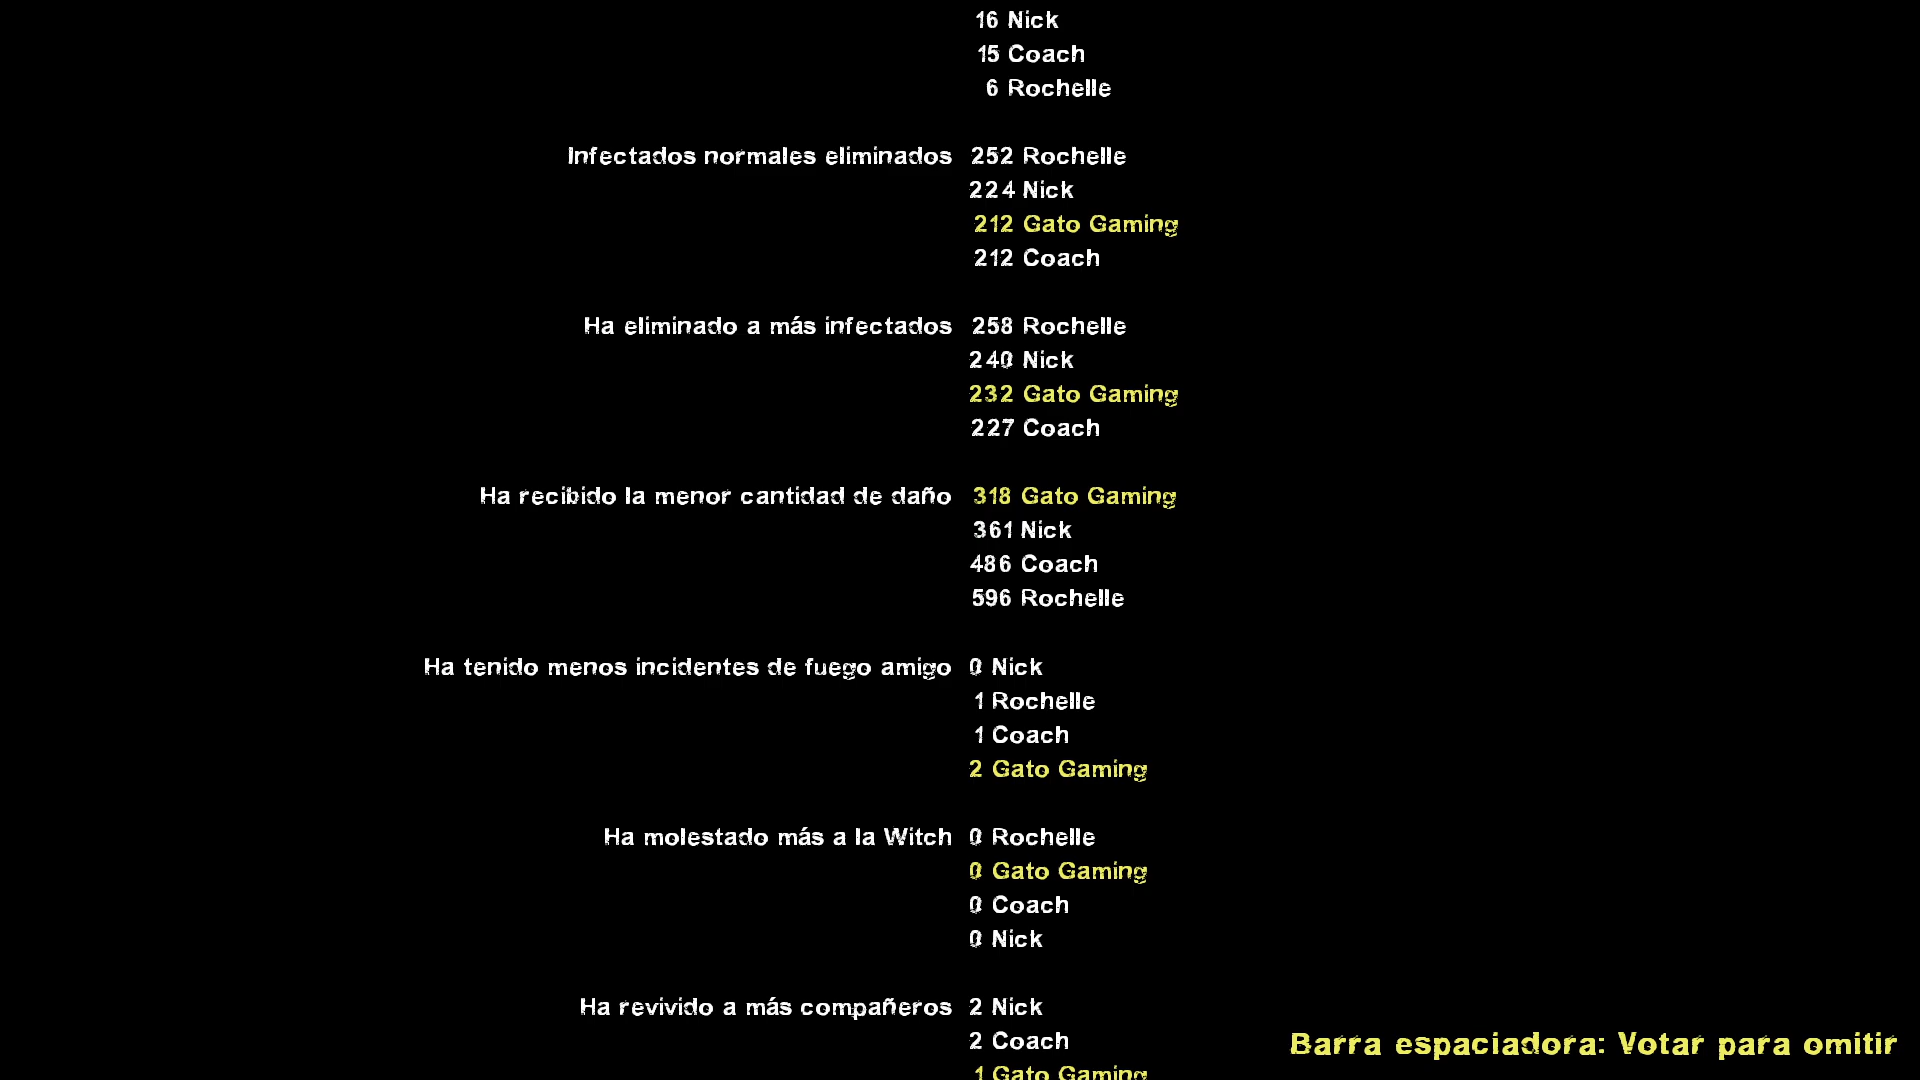 16 Nick
15 Coach
6 Rochelle
Infectados normales eliminados 252 Rochelle
224 Nick
212 Gato Gaming
212 Coach
Ha eliminado a más infectados 258 Rochelle
240 Nick
232 Gato Gaming
227 Coach
Ha recibido la menor cantidad de daño 318 Gato Gaming
361 Nick
486 Coach
596 Rochelle
Ha tenido menos incidentes de fuego amigo 0 Nick
1 Rochelle
1 Coach
2 Gato Gaming
Ha molestado más a la Witch 0 Rochelle
0 Gato Gaming
0 Coach
0 Nick
Ha revivido a más compañeros 2 Nick
2 Coach
1 Gato Gaming
Barra espaciadora: Votar para omitir